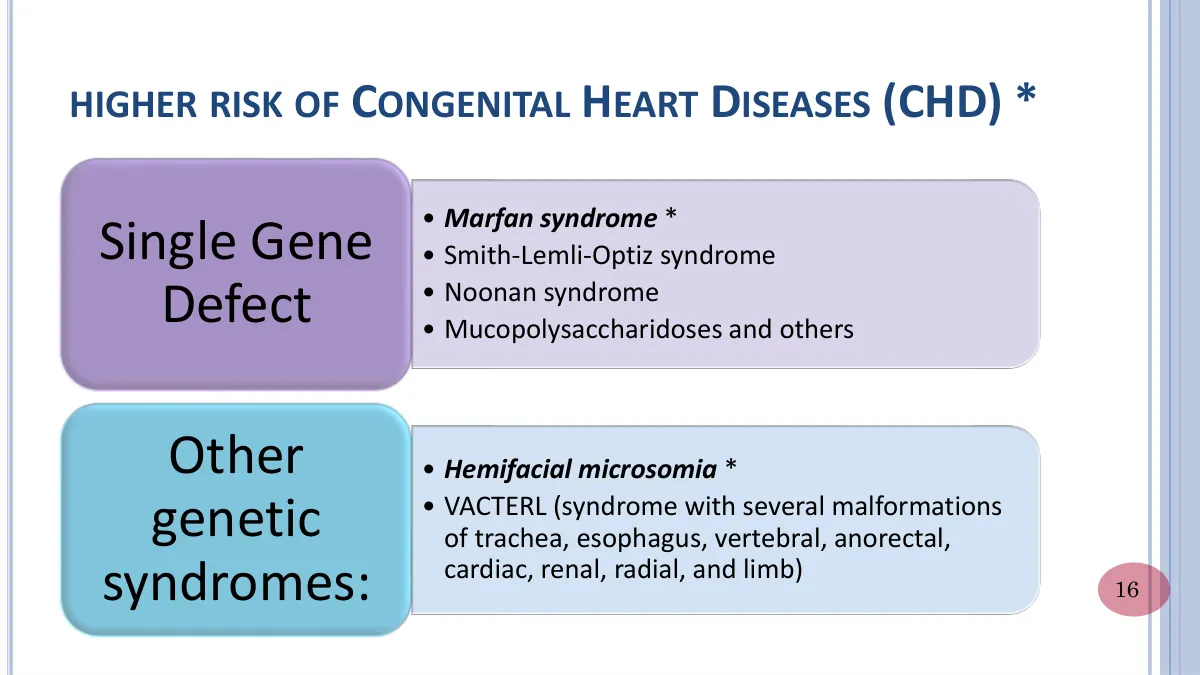 HIGHER RISK OF CONGENITAL HEART DISEASES (CHD) *
Single Gene
Defect
• Marfan syndrome *
• Smith-Lemli-Optiz syndrome
• Noonan syndrome
• Mucopolysaccharidoses and others
Other
genetic
syndromes:
• Hemifacial microsomia *
• VACTERL (syndrome with several malformations
of trachea, esophagus, vertebral, anorectal,
cardiac, renal, radial, and limb)
16